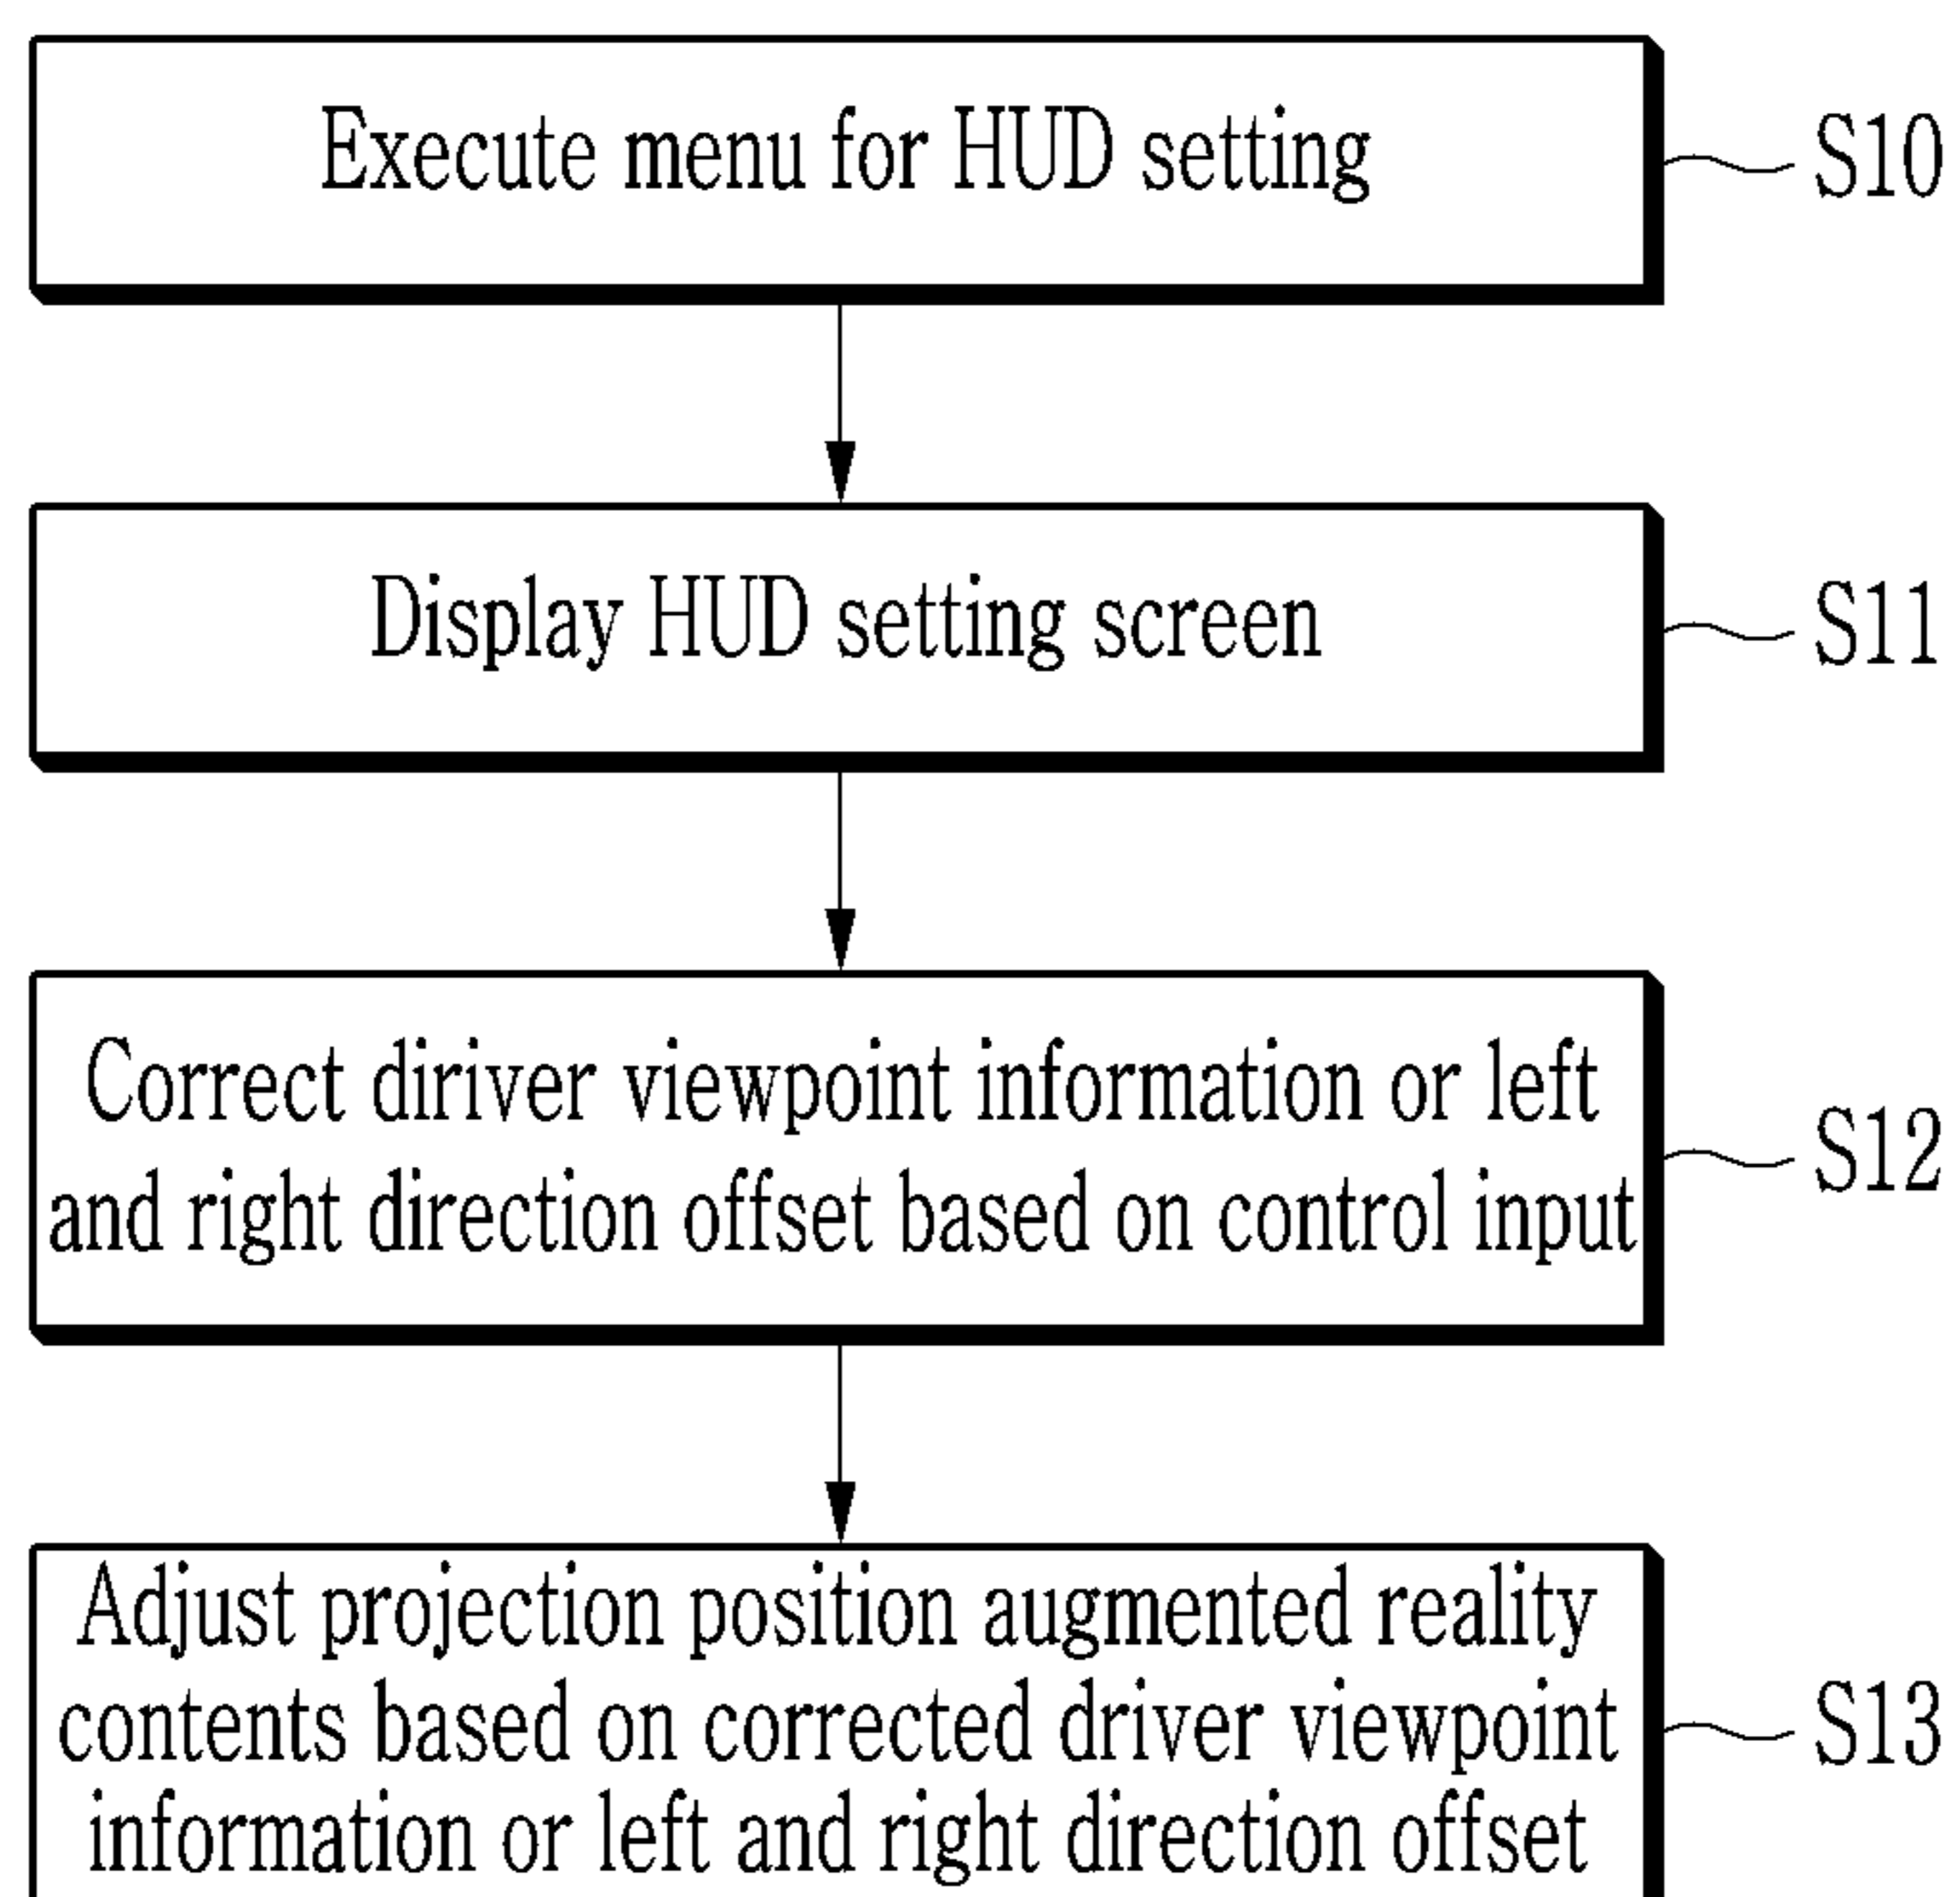 Execute menu for HUD setting
S10
Display HUD setting screen
S11
Correct diriver viewpoint information or left
and right direction offset based on control input
S12
Adjust projection position augmented reality
contents based on corrected driver viewpoint
information or left and right direction offset
S13